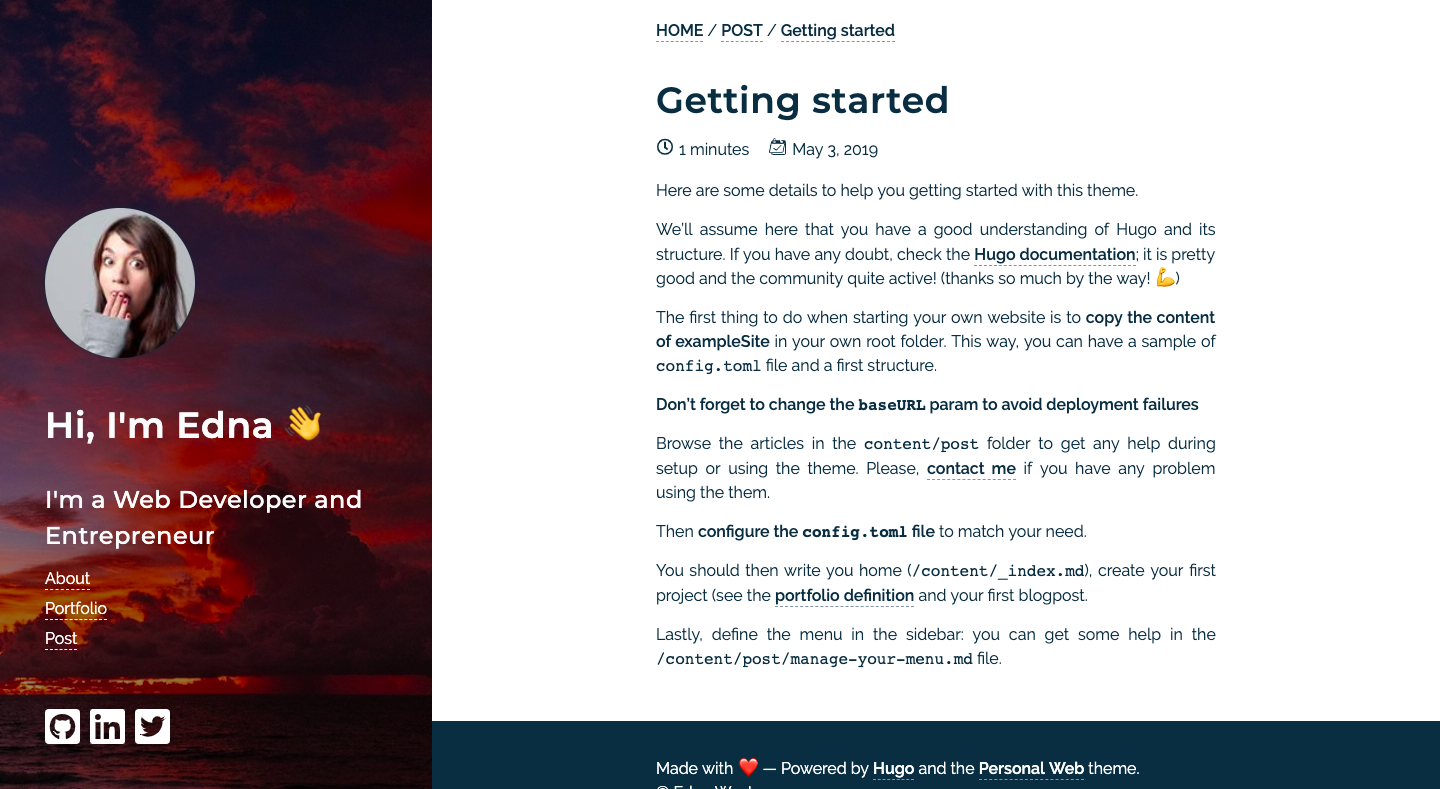 Hi, I'm Edna 👋
I'm a Web Developer and
Entrepreneur
About
Portfolio
Post
HOME / POST / Getting started
Getting started
1 minutes May 3, 2019
Here are some details to help you getting started with this theme.
We'll assume here that you have a good understanding of Hugo and its
structure. If you have any doubt, check the Hugo documentation; it is pretty
good and the community quite active! (thanks so much by the way! 💪)
The first thing to do when starting your own website is to copy the content
of exampleSite in your own root folder. This way, you can have a sample of
config.toml file and a first structure.
Don't forget to change the baseURL param to avoid deployment failures
Browse the articles in the content/post folder to get any help during
setup or using the theme. Please, contact me if you have any problem
using the them.
Then configure the config.toml file to match your need.
You should then write you home (/content/_index.md), create your first
project (see the portfolio definition and your first blogpost.
Lastly, define the menu in the sidebar: you can get some help in the
/content/post/manage-your-menu.md file.
Made with ❤️ — Powered by Hugo and the Personal Web theme.